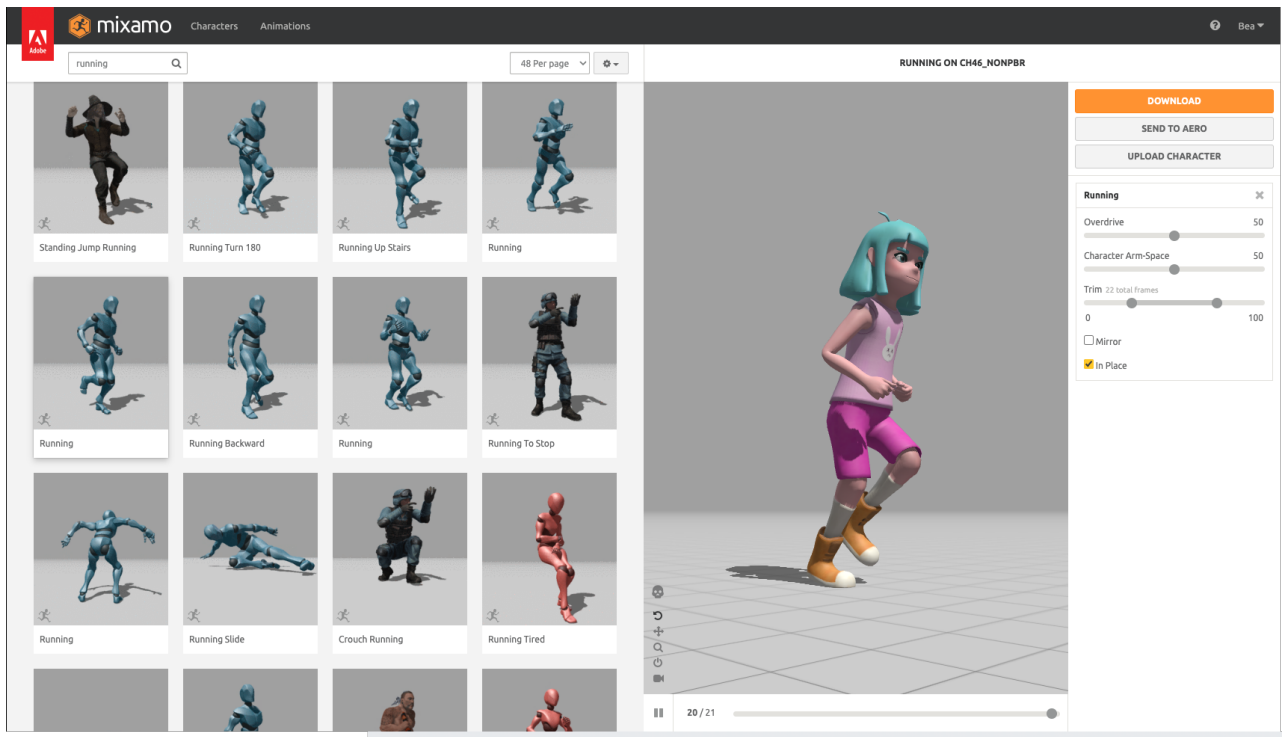 Adobe
mixamo
Characters
Animations
Bea
running
48 Per page
RUNNING ON CH46_NONPBR
Standing Jump Running
Running Turn 180
Running Up Stairs
Running
Running
Running Backward
Running
Running To Stop
Running
Running Slide
Crouch Running
Running Tired
20 / 21
DOWNLOAD
SEND TO AERO
UPLOAD CHARACTER
Running
Overdrive 50
Character Arm-Space 50
Trim 22 total frames
0 100
Mirror
In Place